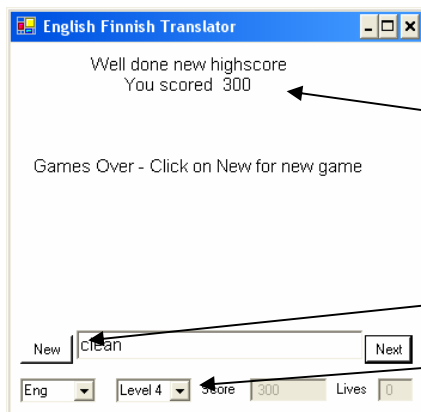 English Finnish Translator
Well done new highscore
You scored 300
Games Over - Click on New for new game
New clean Next
Eng Level 4 Score 300 Lives 0